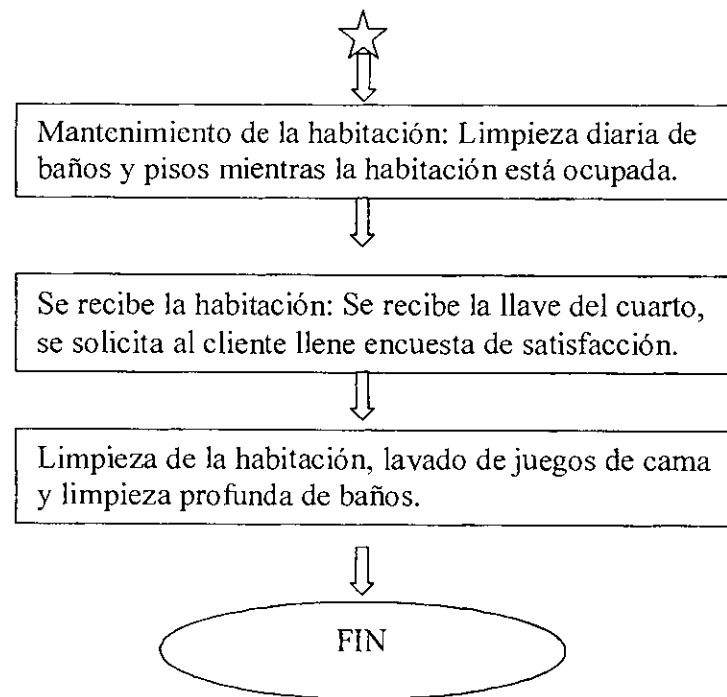 Mantenimiento de la habitación: Limpieza diaria de
baños y pisos mientras la habitación está ocupada.
Se recibe la habitación: Se recibe la llave del cuarto,
se solicita al cliente llene encuesta de satisfacción.
Limpieza de la habitación, lavado de juegos de cama
y limpieza profunda de baños.
FIN